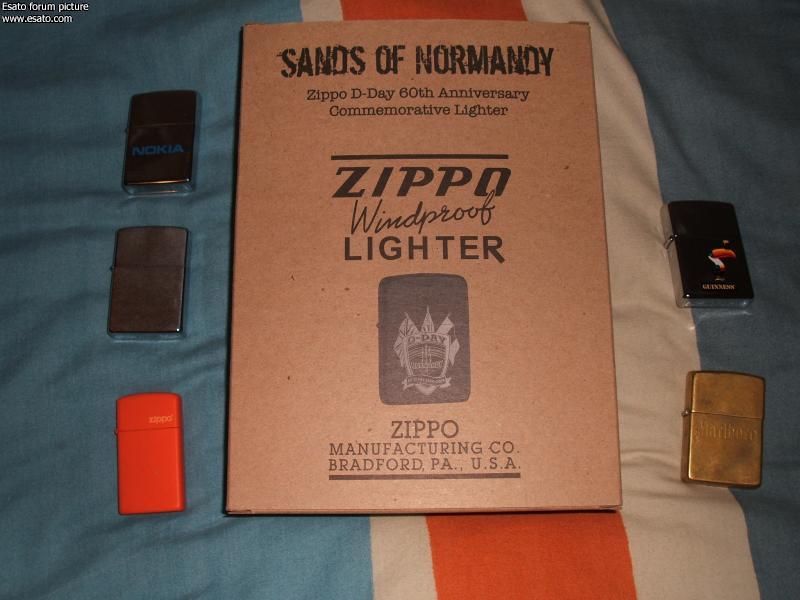 Esato forum picture
www.esato.com
SANDS OF NORMANDY
Zippo D-Day 60th Anniversary
Commemorative Lighter
ZIPPO
Windproof
LIGHTER
D-DAY
NORMANDY
ZIPPO
MANUFACTURING CO.
BRADFORD, PA., U.S.A.
NOKIA
zippo
GUINNESS
Marlboro